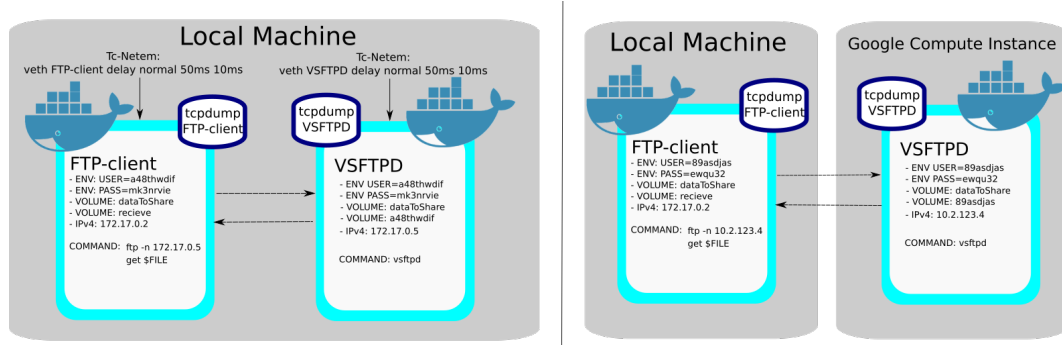 Local Machine
Tc-Netem:
veth FTP-client delay normal 50ms 10ms
Tc-Netem:
veth VSFTPD delay normal 50ms 10ms
tcpdump
FTP-client
tcpdump
VSFTPD
FTP-client
- ENV: USER=a48thwdif
- ENV: PASS=mk3nrvie
- VOLUME: dataToShare
- VOLUME: recieve
- IPv4: 172.17.0.2
COMMAND: ftp -n 172.17.0.5
get $FILE
VSFTPD
- ENV USER=a48thwdif
- ENV PASS=mk3nrvie
- VOLUME: dataToShare
- VOLUME: a48thwdif
- IPv4: 172.17.0.5
COMMAND: vsftpd
Local Machine
tcpdump
FTP-client
FTP-client
- ENV: USER=89asdjas
- ENV: PASS=ewqu32
- VOLUME: dataToShare
- VOLUME: recieve
- IPv4: 172.17.0.2
COMMAND: ftp -n 10.2.123.4
get $FILE
Google Compute Instance
tcpdump
VSFTPD
VSFTPD
- ENV USER=89asdjas
- ENV PASS=ewqu32
- VOLUME: dataToShare
- VOLUME: 89asdjas
- IPv4: 10.2.123.4
COMMAND: vsftpd